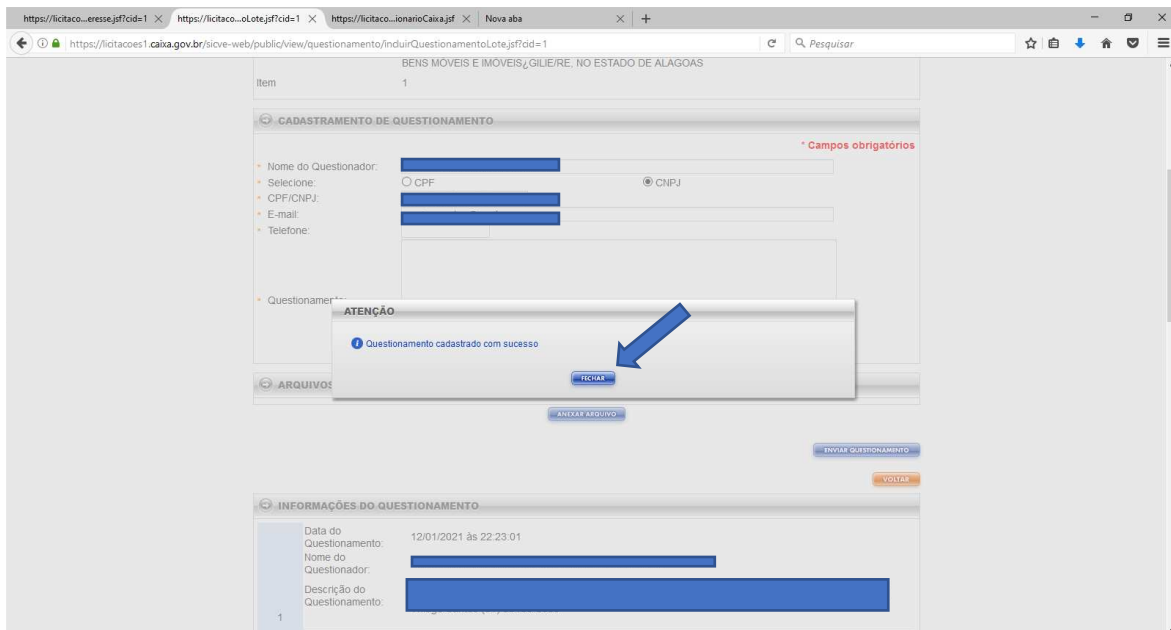 https://licitaco...eresse.jsf?cid=1 × https://licitaco...oLote.jsf?cid=1 × https://licitaco...ionarioCaixa.jsf × Nova aba × +
https://licitacoes1.caixa.gov.br/sicve-web/public/view/questionamento/incluirQuestionamentoLote.jsf?cid=1 Pesquisar
BENS MÓVEIS E IMÓVEIS¿GILIE/RE, NO ESTADO DE ALAGOAS
Item 1
CADASTRAMENTO DE QUESTIONAMENTO
* Campos obrigatórios
* Nome do Questionador:
* Selecione: CPF CNPJ
* CPF/CNPJ:
* E-mail:
* Telefone:
* Questionamento:
ATENÇÃO
Questionamento cadastrado com sucesso
FECHAR
ARQUIVOS
ANEXAR ARQUIVO
ENVIAR QUESTIONAMENTO
VOLTAR
INFORMAÇÕES DO QUESTIONAMENTO
Data do
Questionamento: 12/01/2021 às 22:23:01
Nome do
Questionador:
Descrição do
Questionamento:
1